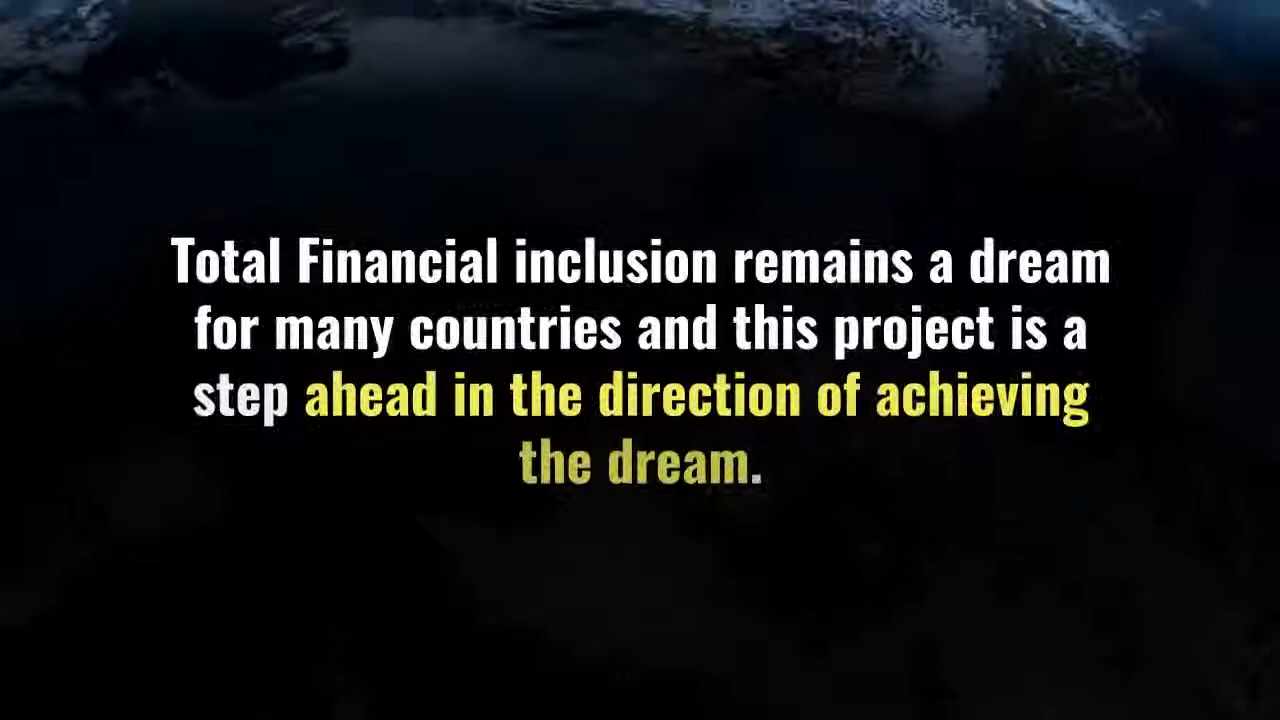 Total Financial inclusion remains a dream
for many countries and this project is a
step ahead in the direction of achieving
the dream.